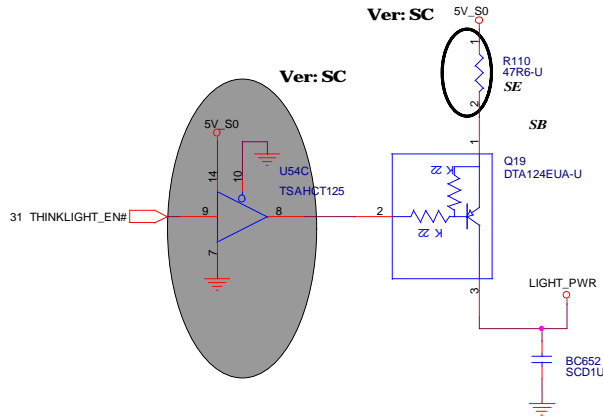 Ver: SC
5V_S0
1
R110
47R6-U
SE
2
Ver: SC
SB
5V_S0
1
10
U54C
TSAHCT125
14
Q19
DTA124EUA-U
K 22
31 THINKLIGHT_EN#
9
8
2
K 22
7
3
LIGHT_PWR
BC652
SCD1U